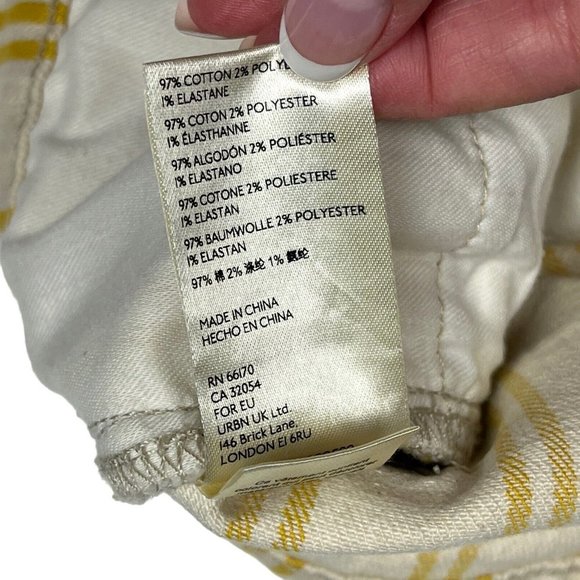 97% COTTON 2%
1% ELASTANE
97% COTON 2% POLYESTER
1% ÉLASTHANNE
97% ALGODÓN 2% POLIÉSTER
1% ELASTANO
97% COTONE 2% POLIESTERE
1% ELASTAN
97% BAUMWOLLE 2% POLYESTER
1% ELASTAN
97% 棉 2% 涤纶 1% 氨纶
MADE IN CHINA
HECHO EN CHINA
RN 66170
CA 32054
FOR EU
URBN UK Ltd.
146 Brick Lane,
LONDON E1 6RU
Ce vêtement